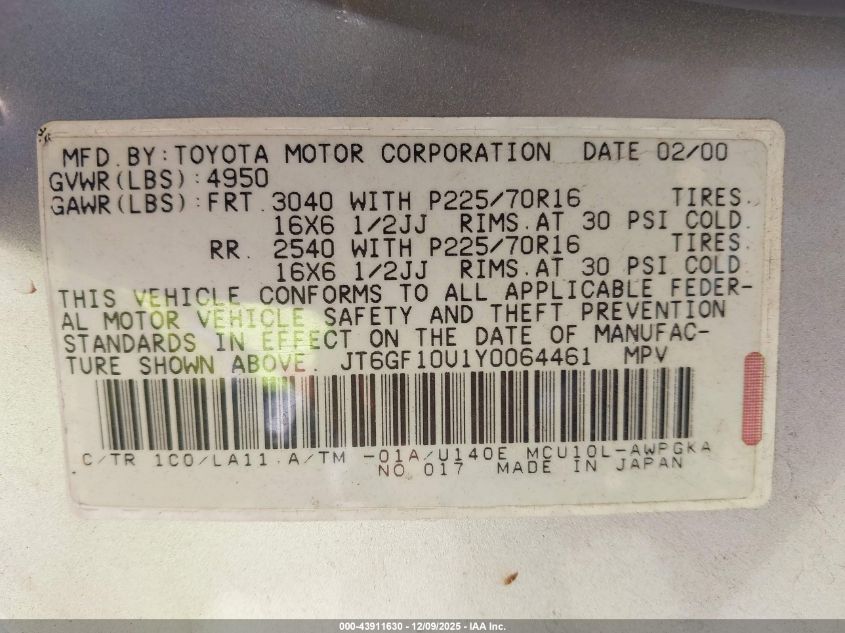 MFD. BY: TOYOTA MOTOR CORPORATION DATE 02/00
GVWR(LBS): 4950
GAWR(LBS): FRT. 3040 WITH P225/70R16 TIRES.
16X6 1/2JJ RIMS. AT 30 PSI COLD.
RR. 2540 WITH P225/70R16 TIRES.
16X6 1/2JJ RIMS. AT 30 PSI COLD
THIS VEHICLE CONFORMS TO ALL APPLICABLE FEDER-
AL MOTOR VEHICLE SAFETY AND THEFT PREVENTION
STANDARDS IN EFFECT ON THE DATE OF MANUFAC-
TURE SHOWN ABOVE. JT6GF10U1Y0064461 MPV
C/TR 1C0/LA11. A/TM -01A/U140E MCU10L-AWPGKA
NO. 017 MADE IN JAPAN
000-43911630 - 12/09/2025 - IAA Inc.